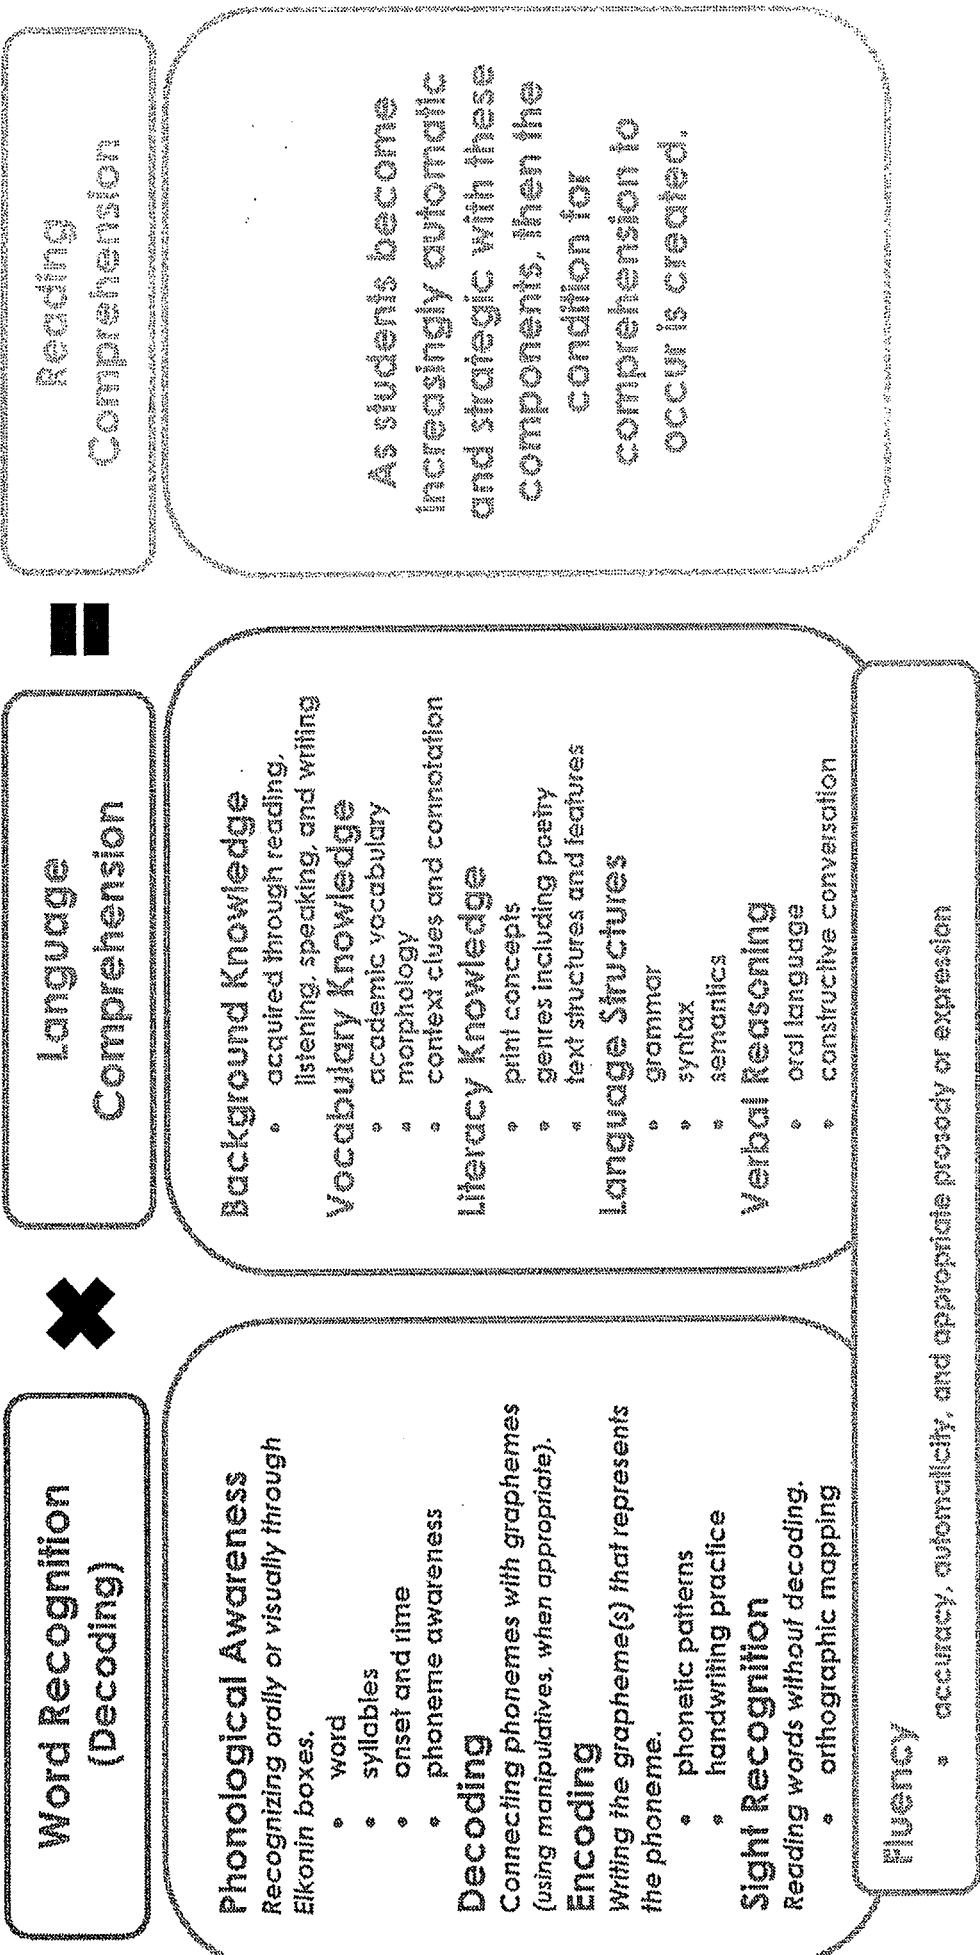 Word Recognition
(Decoding)
Phonological Awareness
Recognizing orally or visually through
Elkonin boxes.
• word
• syllables
• onset and rime
• phoneme awareness
Decoding
Connecting phonemes with graphemes
(using manipulatives, when appropriate).
Encoding
Writing the grapheme(s) that represents
the phoneme.
• phonetic patterns
• handwriting practice
Sight Recognition
Reading words without decoding.
• orthographic mapping
✖
Language
Comprehension
Background Knowledge
• acquired through reading,
listening, speaking, and writing
Vocabulary Knowledge
• academic vocabulary
• morphology
• context clues and connotation
Literacy Knowledge
• print concepts
• genres including poetry
• text structures and features
Language Structures
• grammar
• syntax
• semantics
Verbal Reasoning
• oral language
• constructive conversation
Fluency
• accuracy, automaticity, and appropriate prosody or expression
=
Reading
Comprehension
As students become
increasingly automatic
and strategic with these
components, then the
condition for
comprehension to
occur is created.